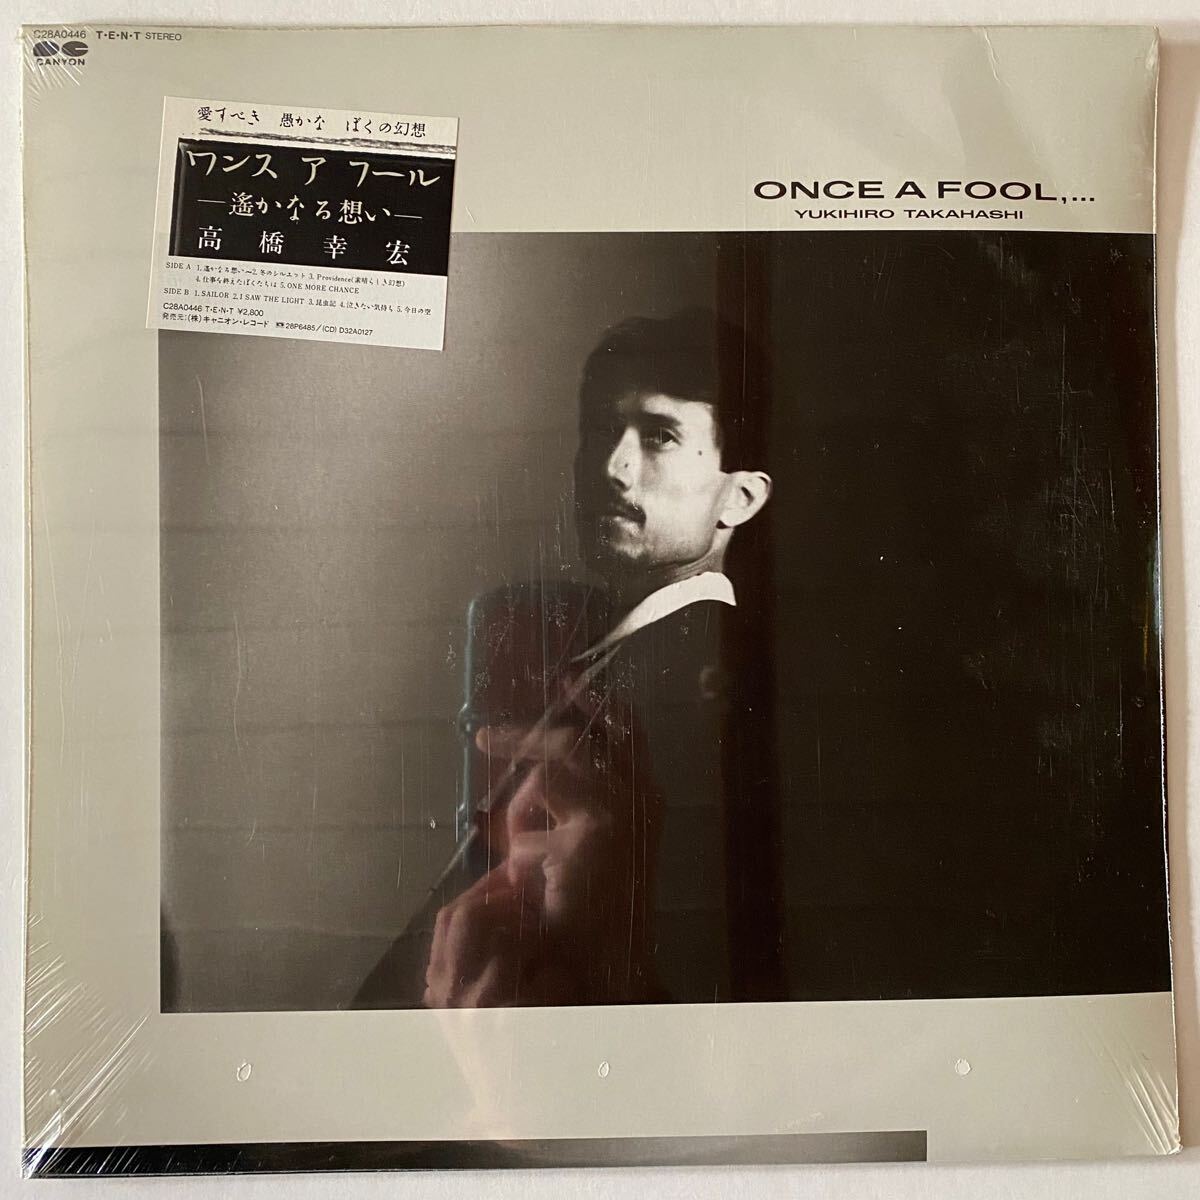 C28A0446 T・E・N・T STEREO
CANYON
愛すべき 愚かな ぼくの幻想
ワンス ア フール
—遙かなる想い—
高橋幸宏
SIDE A 1. 遙かなる想い〜2. 冬のシルエット 3. Providence(素晴らしき幻想)
4. 仕事を終えたぼくたちは 5. ONE MORE CHANCE
SIDE B 1. SAILOR 2. I SAW THE LIGHT 3. 昆虫記 4. 泣きたい気持ち 5. 今日の空
C28A0446 T・E・N・T ¥2,800
発売元:(株)キャニオン・レコード 28P6485/(CD) D32A0127
ONCE A FOOL,...
YUKIHIRO TAKAHASHI